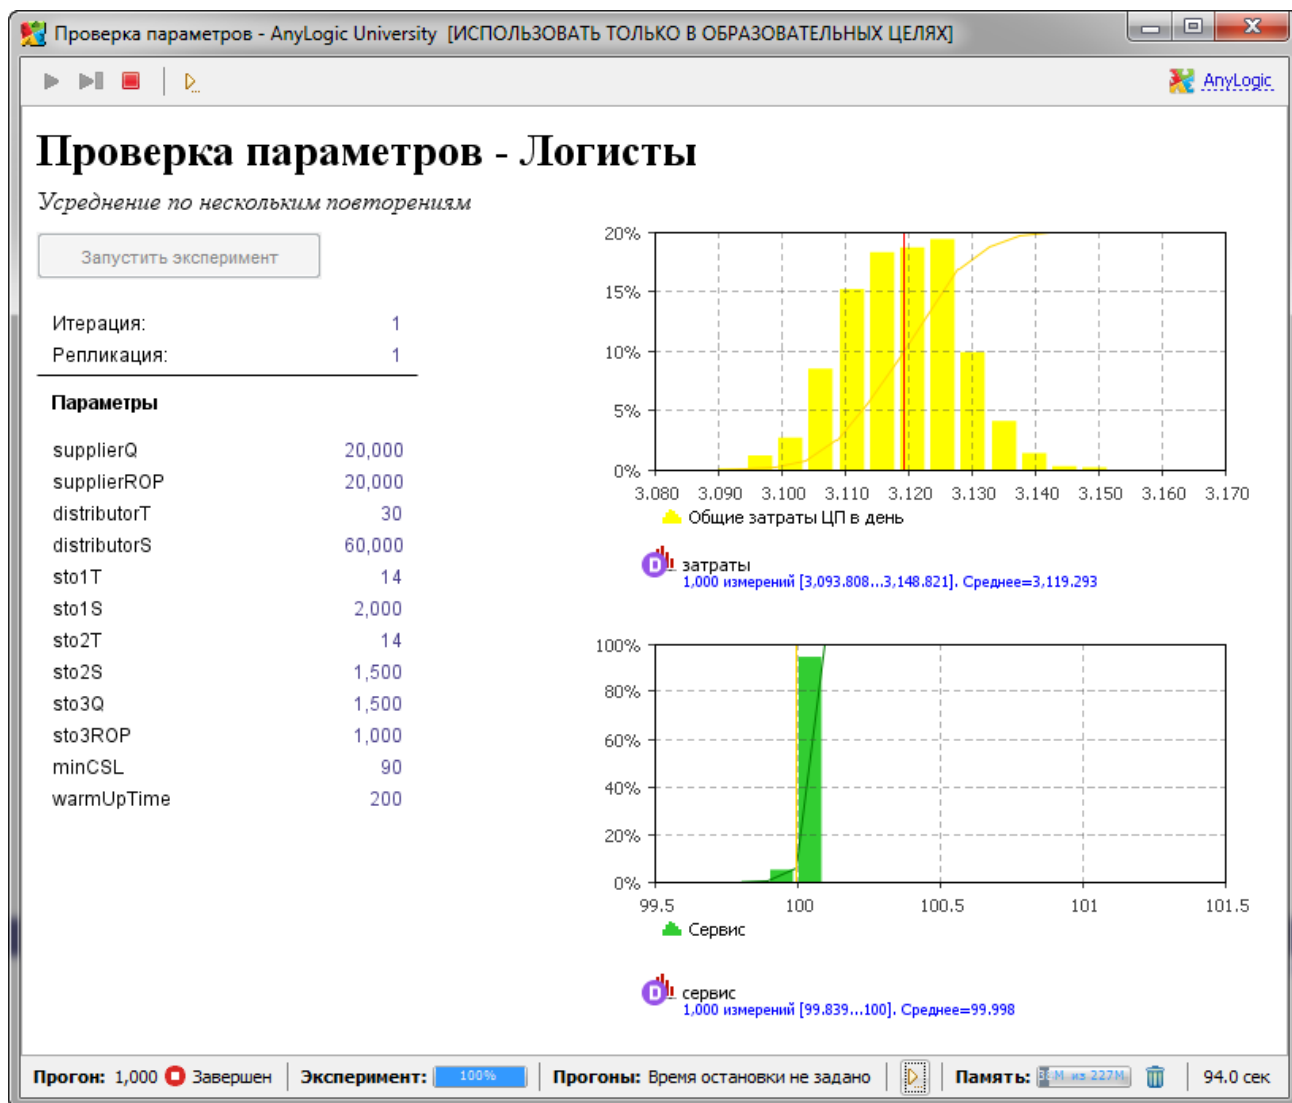 Проверка параметров - AnyLogic University [ИСПОЛЬЗОВАТЬ ТОЛЬКО В ОБРАЗОВАТЕЛЬНЫХ ЦЕЛЯХ]
AnyLogic
Проверка параметров - Логисты
Усреднение по нескольким повторениям
Запустить эксперимент
Итерация: 1
Репликация: 1
Параметры
supplierQ 20,000
supplierROP 20,000
distributorT 30
distributorS 60,000
sto1T 14
sto1S 2,000
sto2T 14
sto2S 1,500
sto3Q 1,500
sto3ROP 1,000
minCSL 90
warmUpTime 200
20%
15%
10%
5%
0%
3.080 3.090 3.100 3.110 3.120 3.130 3.140 3.150 3.160 3.170
Общие затраты ЦП в день
D затраты
1,000 измерений [3,093.808...3,148.821]. Среднее=3,119.293
100%
80%
60%
40%
20%
0%
99.5 100 100.5 101 101.5
Сервис
D сервис
1,000 измерений [99.839...100]. Среднее=99.998
Прогон: 1,000 Завершен Эксперимент: 100% Прогоны: Время остановки не задано Память: М из 227М 94.0 сек